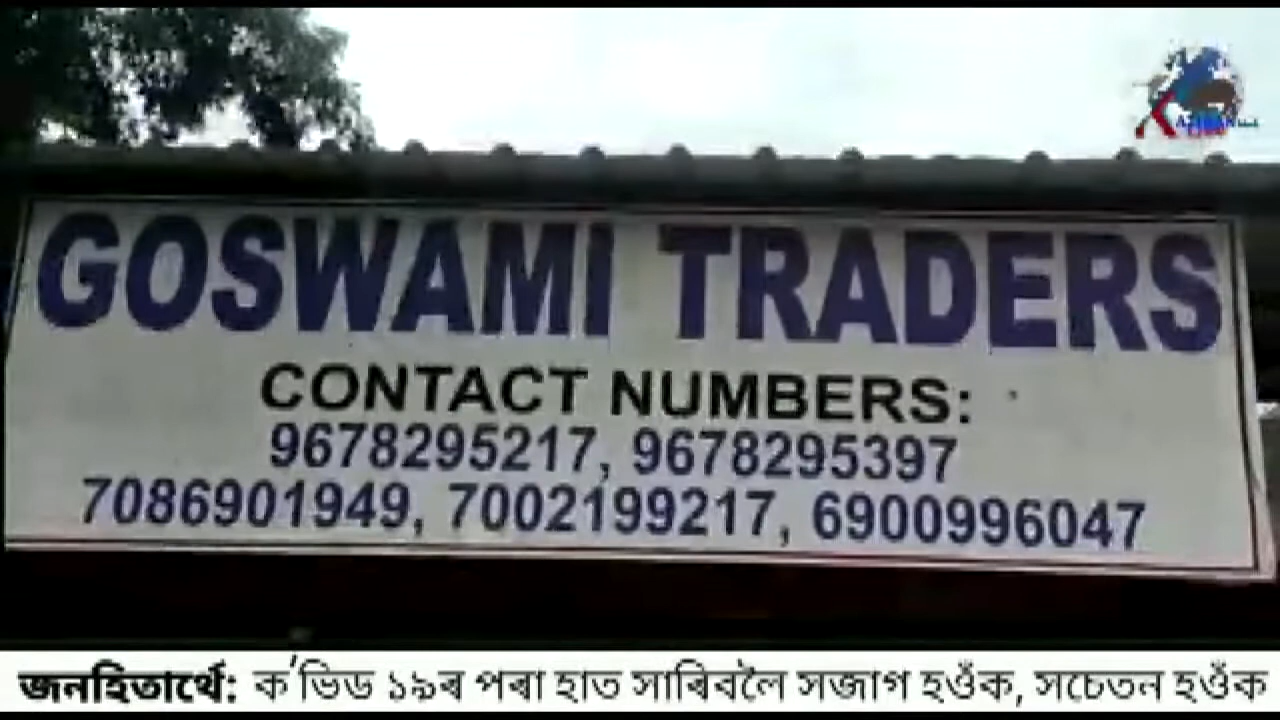 GOSWAMI TRADERS
CONTACT NUMBERS:
9678295217, 9678295397
7086901949, 7002199217, 6900996047
জনহিতাৰ্থে: ক'ভিড ১৯ৰ পৰা হাত সাৰিবলৈ সজাগ হওঁক, সচেতন হওঁক